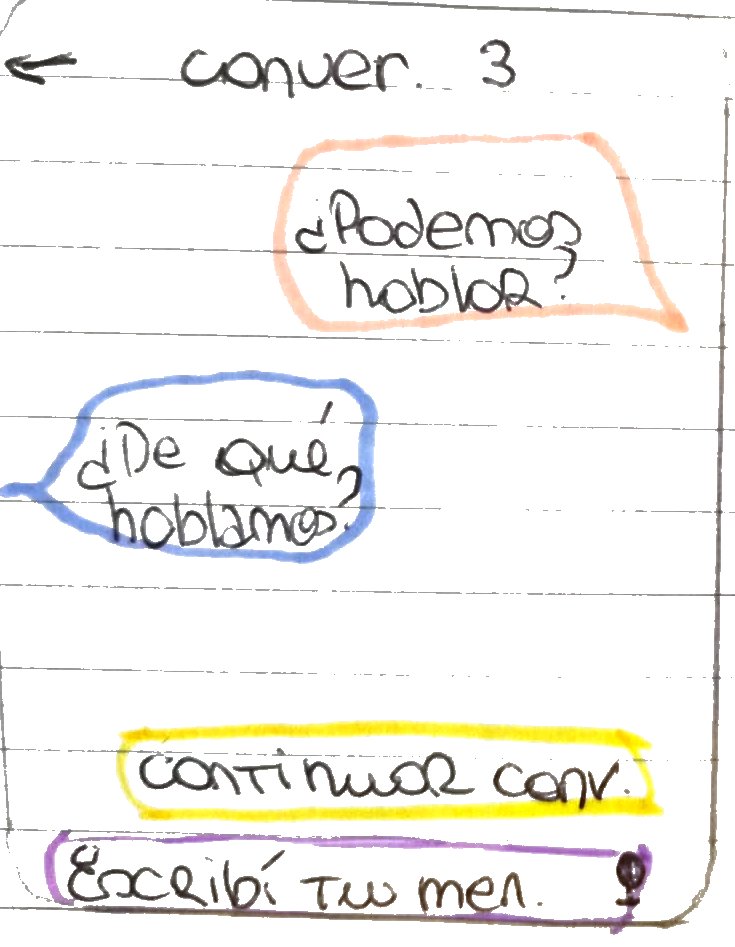 ← conver. 3
¿Podemos
hablar?
¿De qué
hablamos?
continuar conv.
Escribí tu men.